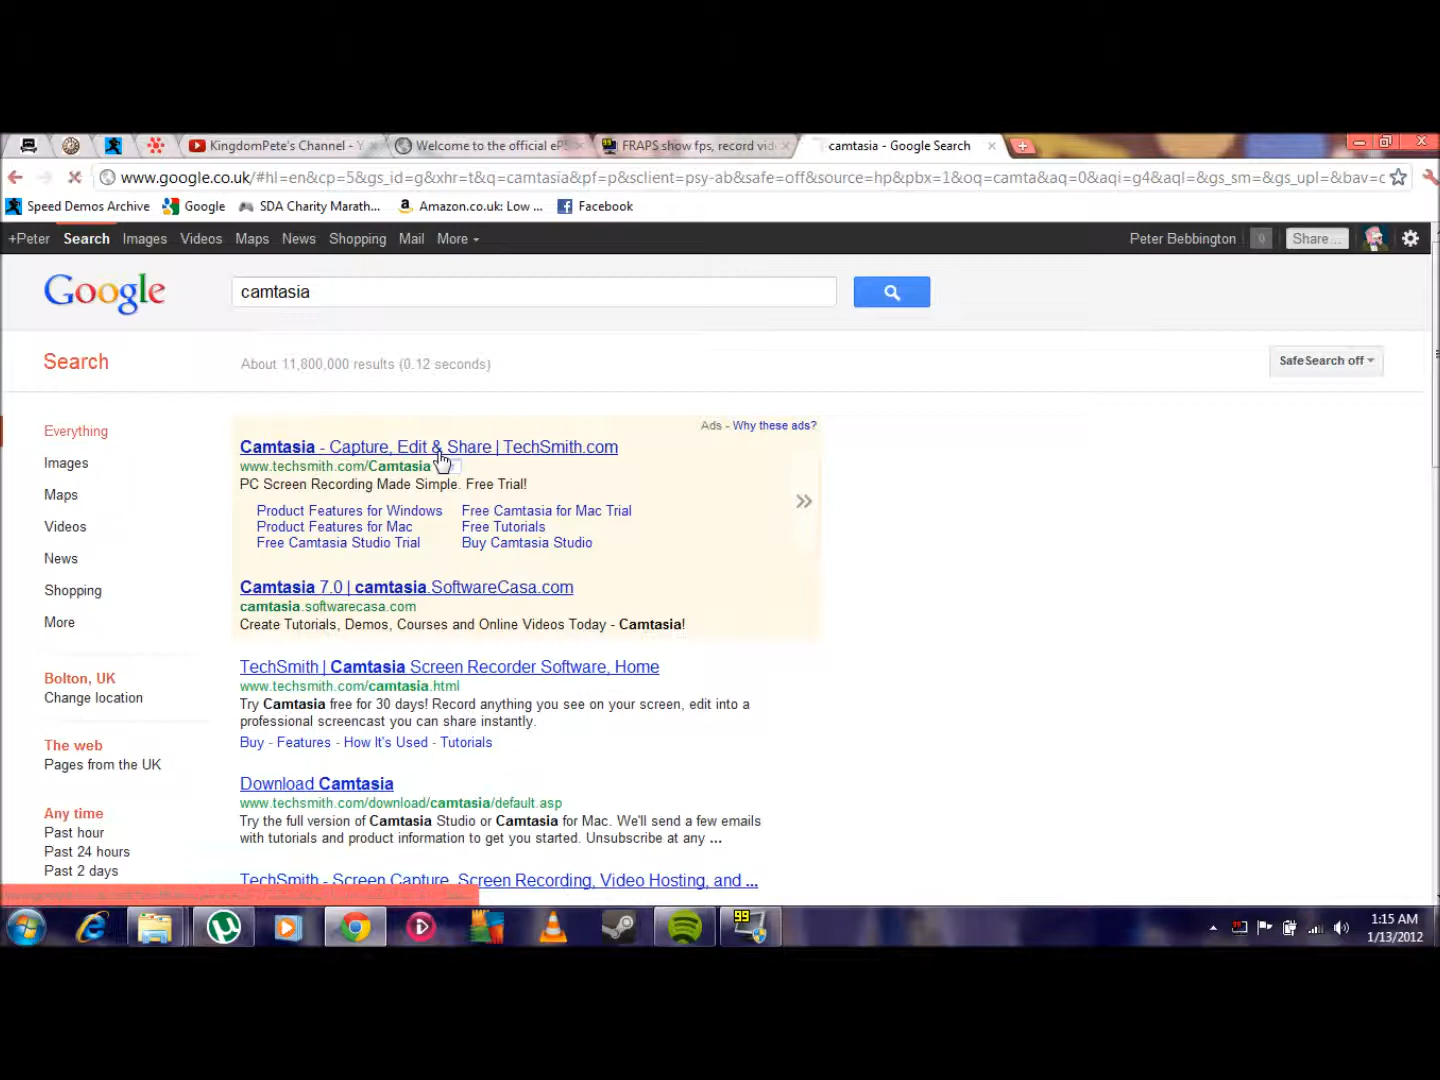 KingdomPete's Channel - Y
Welcome to the official ePS
FRAPS show fps, record vid
camtasia - Google Search
www.google.co.uk/#hl=en&cp=5&gs_id=g&xhr=t&q=camtasia&pf=p&sclient=psy-ab&safe=off&source=hp&pbx=1&oq=camta&aq=0&aqi=g4&aql=&gs_sm=&gs_upl=&bav=c
Speed Demos Archive
Google
SDA Charity Marath...
Amazon.co.uk: Low ...
Facebook
+Peter Search Images Videos Maps News Shopping Mail More
Peter Bebbington 0 Share...
Google
camtasia
Search
About 11,800,000 results (0.12 seconds)
SafeSearch off
Everything
Images
Maps
Videos
News
Shopping
More
Bolton, UK
Change location
The web
Pages from the UK
Any time
Past hour
Past 24 hours
Past 2 days
Ads - Why these ads?
Camtasia - Capture, Edit & Share | TechSmith.com
www.techsmith.com/Camtasia
PC Screen Recording Made Simple. Free Trial!
Product Features for Windows Free Camtasia for Mac Trial
Product Features for Mac Free Tutorials
Free Camtasia Studio Trial Buy Camtasia Studio
»
Camtasia 7.0 | camtasia.SoftwareCasa.com
camtasia.softwarecasa.com
Create Tutorials, Demos, Courses and Online Videos Today - Camtasia!
TechSmith | Camtasia Screen Recorder Software, Home
www.techsmith.com/camtasia.html
Try Camtasia free for 30 days! Record anything you see on your screen, edit into a
professional screencast you can share instantly.
Buy - Features - How It's Used - Tutorials
Download Camtasia
www.techsmith.com/download/camtasia/default.asp
Try the full version of Camtasia Studio or Camtasia for Mac. We'll send a few emails
with tutorials and product information to get you started. Unsubscribe at any ...
TechSmith - Screen Capture, Screen Recording, Video Hosting, and ...
99
1:15 AM
1/13/2012